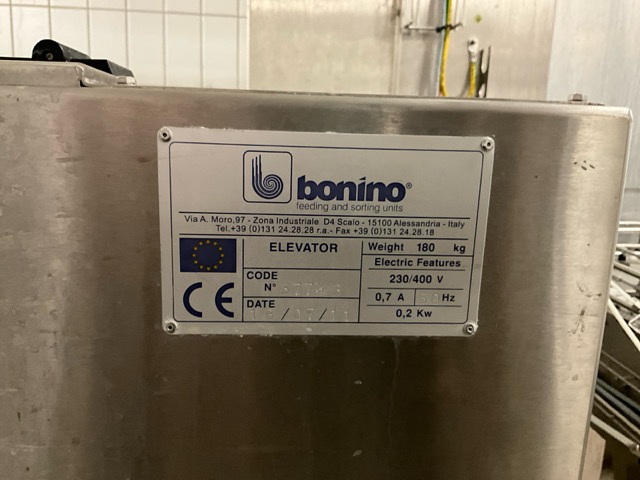 bonino®
feeding and sorting units
Via A. Moro,97 - Zona Industriale D4 Scalo - 15100 Alessandria - Italy
Tel.+39 (0)131 24.28.28 r.a.- Fax +39 (0)131 24.28.18
ELEVATOR
Weight 180 kg
Electric Features
CODE
N°
230/400 V
0,7 A 50 Hz
DATE
0,2 Kw
CE